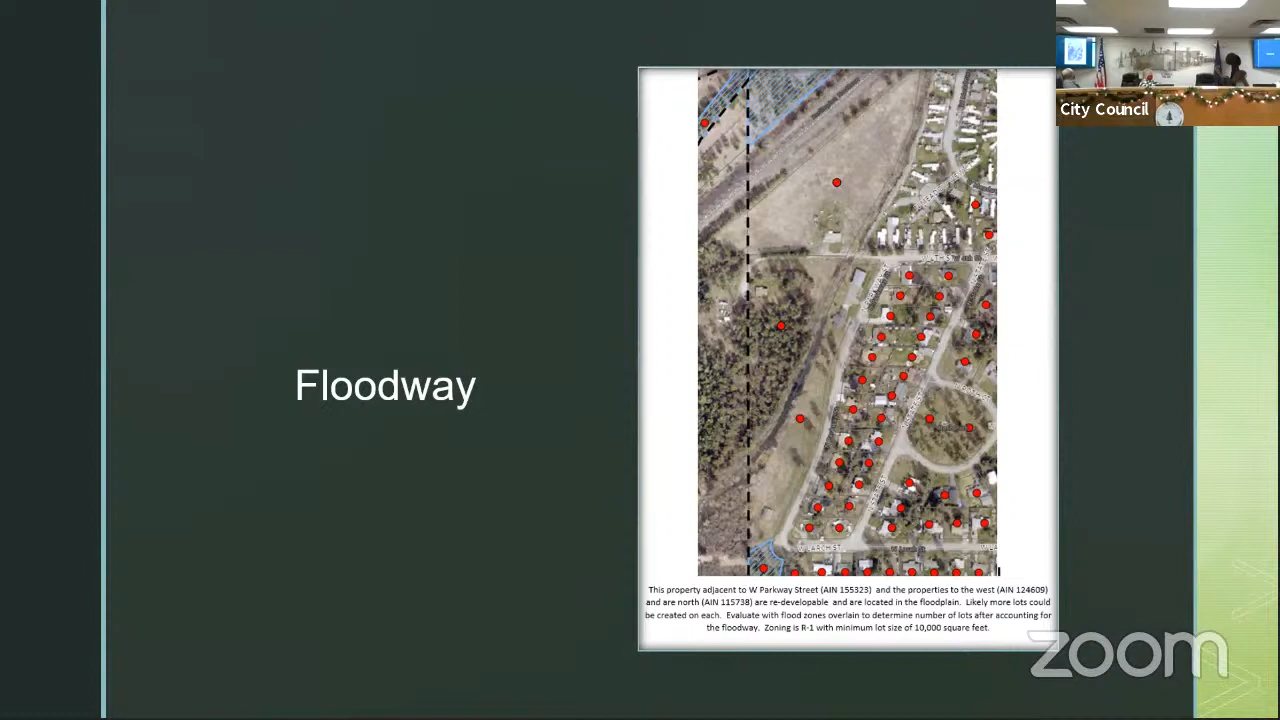 City Council
Floodway
W LARCH ST
This property adjacent to W Parkway Street (AIN 155323) and the properties to the west (AIN 124609)
and are north (AIN 115738) are re-developable and are located in the floodplain. Likely more lots could
be created on each. Evaluate with flood zones overlain to determine number of lots after accounting for
the floodway. Zoning is R-1 with minimum lot size of 10,000 square feet.
zoom